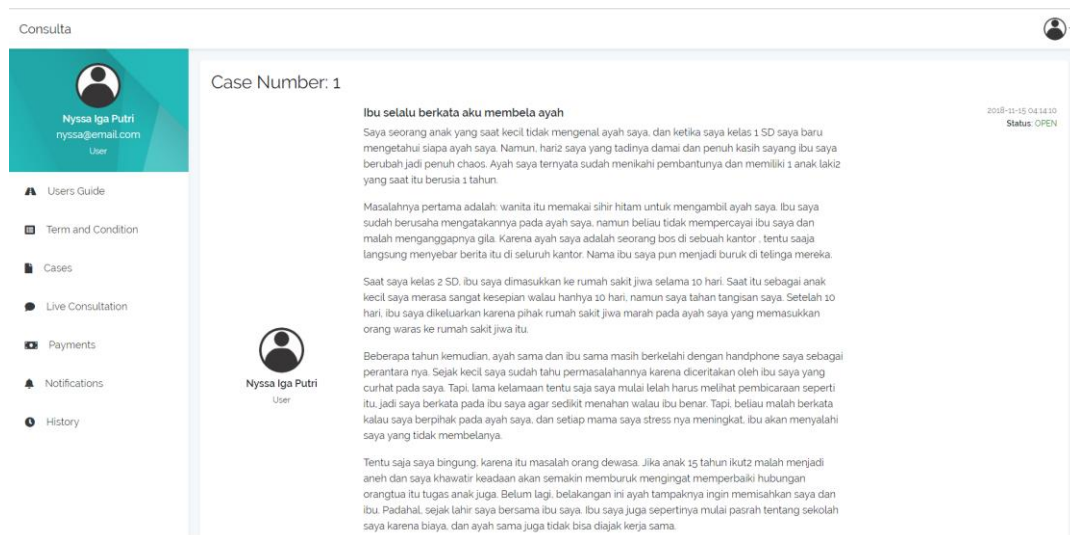 Consulta
Nyssa Iga Putri
nyssa@email.com
User
Users Guide
Term and Condition
Cases
Live Consultation
Payments
Notifications
History
Case Number: 1
Nyssa Iga Putri
User
Ibu selalu berkata aku membela ayah
Saya seorang anak yang saat kecil tidak mengenal ayah saya, dan ketika saya kelas 1 SD saya baru
mengetahui siapa ayah saya. Namun, hari2 saya yang tadinya damai dan penuh kasih sayang ibu saya
berubah jadi penuh chaos. Ayah saya ternyata sudah menikahi pembantunya dan memiliki 1 anak laki2
yang saat itu berusia 1 tahun.
Masalahnya pertama adalah: wanita itu memakai sihir hitam untuk mengambil ayah saya. Ibu saya
sudah berusaha mengatakannya pada ayah saya, namun beliau tidak mempercayai ibu saya dan
malah menganggapnya gila. Karena ayah saya adalah seorang bos di sebuah kantor , tentu saaja
langsung menyebar berita itu di seluruh kantor. Nama ibu saya pun menjadi buruk di telinga mereka.
Saat saya kelas 2 SD, ibu saya dimasukkan ke rumah sakit jiwa selama 10 hari. Saat itu sebagai anak
kecil saya merasa sangat kesepian walau hanhya 10 hari, namun saya tahan tangisan saya. Setelah 10
hari, ibu saya dikeluarkan karena pihak rumah sakit jiwa marah pada ayah saya yang memasukkan
orang waras ke rumah sakit jiwa itu.
Beberapa tahun kemudian, ayah sama dan ibu sama masih berkelahi dengan handphone saya sebagai
perantara nya. Sejak kecil saya sudah tahu permasalahannya karena diceritakan oleh ibu saya yang
curhat pada saya. Tapi, lama kelamaan tentu saja saya mulai lelah harus melihat pembicaraan seperti
itu, jadi saya berkata pada ibu saya agar sedikit menahan walau ibu benar. Tapi, beliau malah berkata
kalau saya berpihak pada ayah saya, dan setiap mama saya stress nya meningkat, ibu akan menyalahi
saya yang tidak membelanya.
Tentu saja saya bingung, karena itu masalah orang dewasa. Jika anak 15 tahun ikut2 malah menjadi
aneh dan saya khawatir keadaan akan semakin memburuk mengingat memperbaiki hubungan
orangtua itu tugas anak juga. Belum lagi, belakangan ini ayah tampaknya ingin memisahkan saya dan
ibu. Padahal, sejak lahir saya bersama ibu saya. Ibu saya juga sepertinya mulai pasrah tentang sekolah
saya karena biaya, dan ayah sama juga tidak bisa diajak kerja sama.
2018-11-15 04:14:10
Status: OPEN